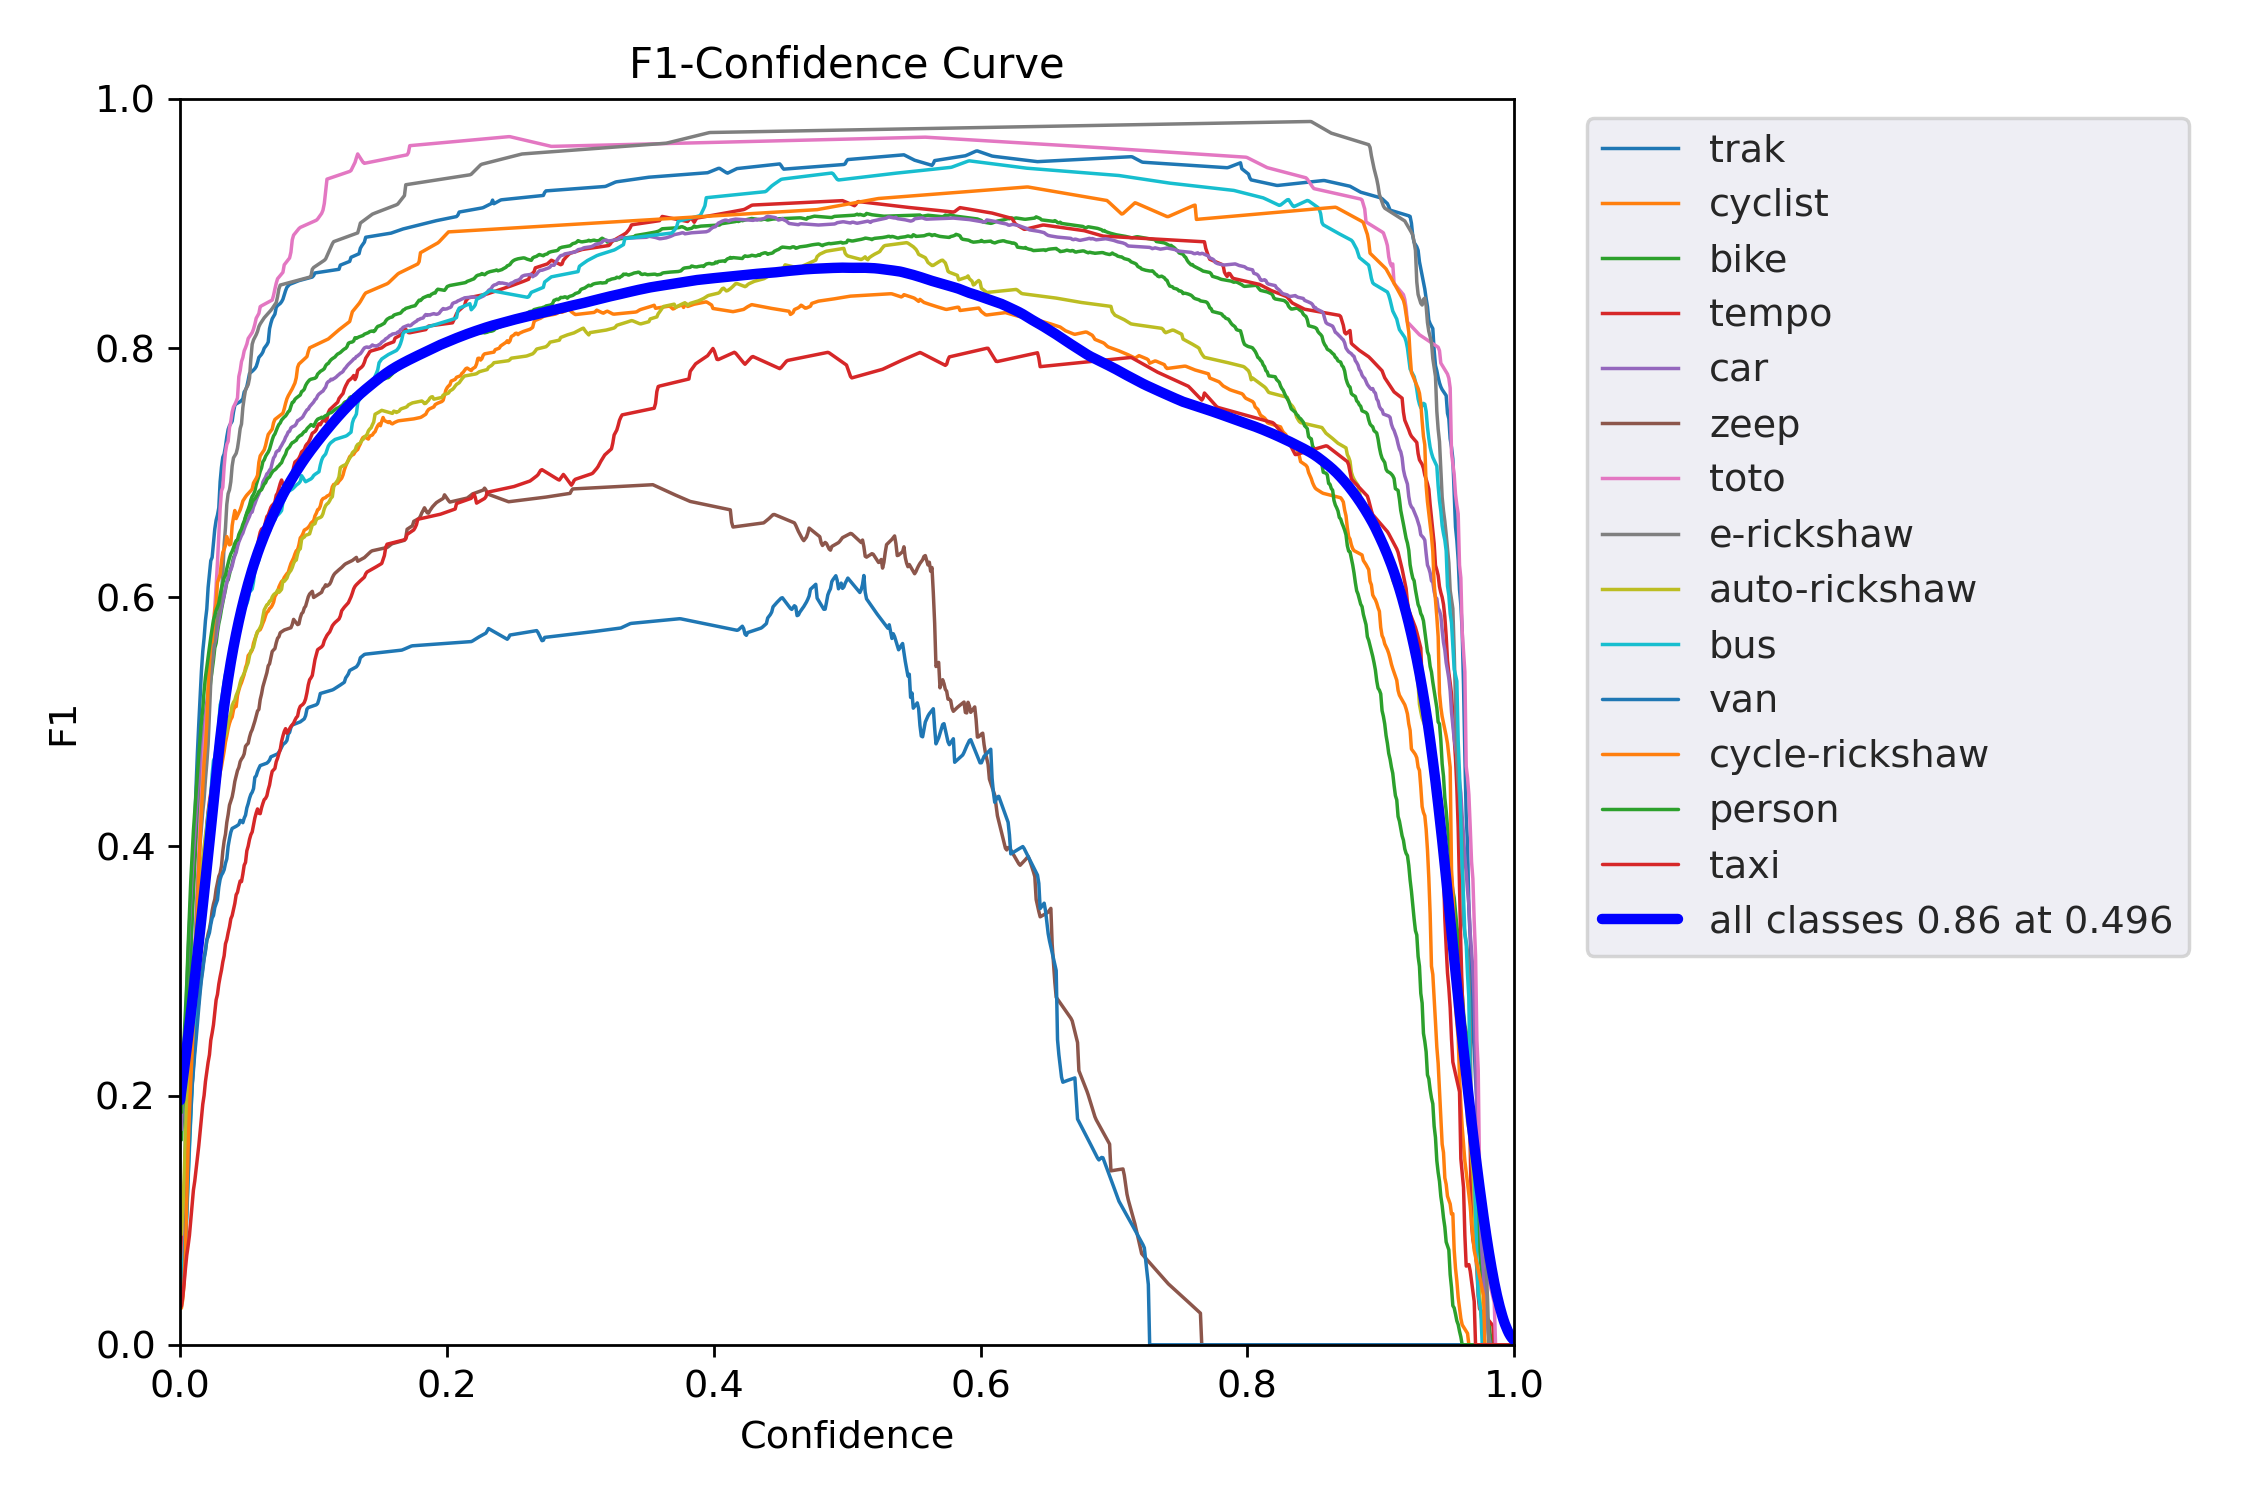 F1-Confidence Curve
1.0
0.8
0.6
0.4
0.2
0.0
F1
0.0 0.2 0.4 0.6 0.8 1.0
Confidence
trak
cyclist
bike
tempo
car
zeep
toto
e-rickshaw
auto-rickshaw
bus
van
cycle-rickshaw
person
taxi
all classes 0.86 at 0.496